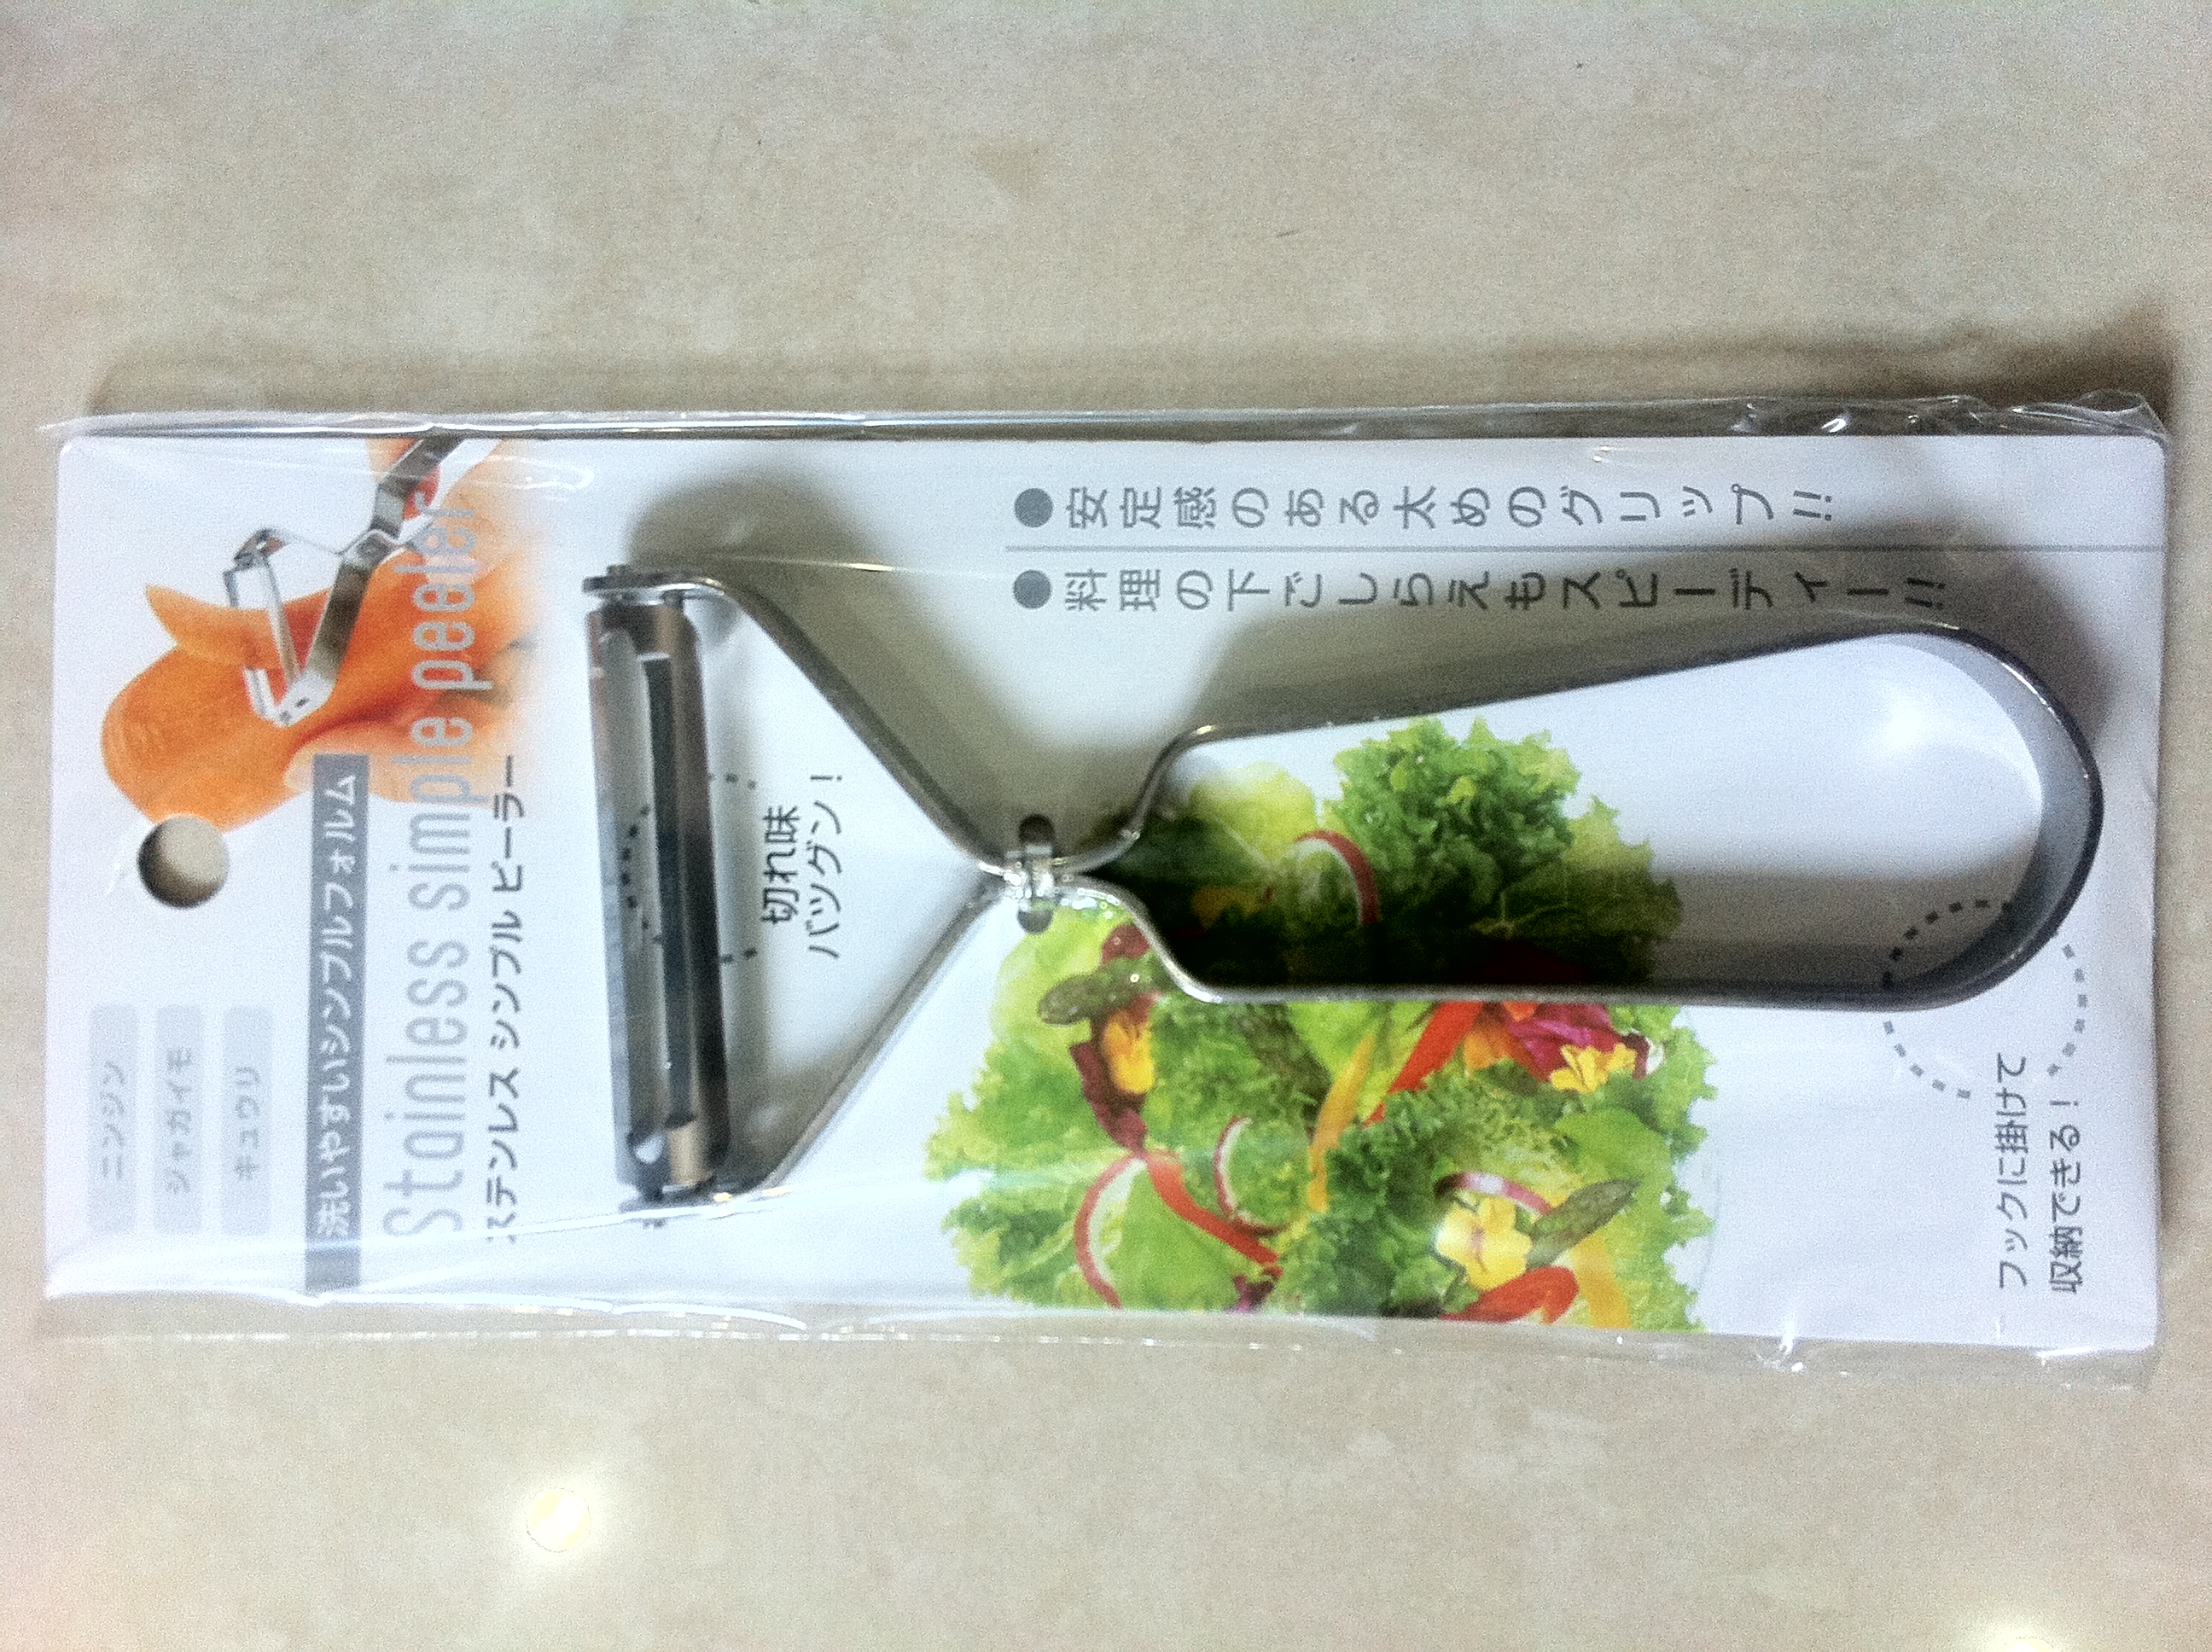 ニンジン
ジャガイモ
キュウリ
洗いやすいシンプルフォルム
Stainless simple peeler
ステンレス シンプル ピーラー
切れ味
バツグン！
●安定感のある太めのグリップ!!
●料理の下ごしらえもスピーディー!!
フックに掛けて
収納できる！